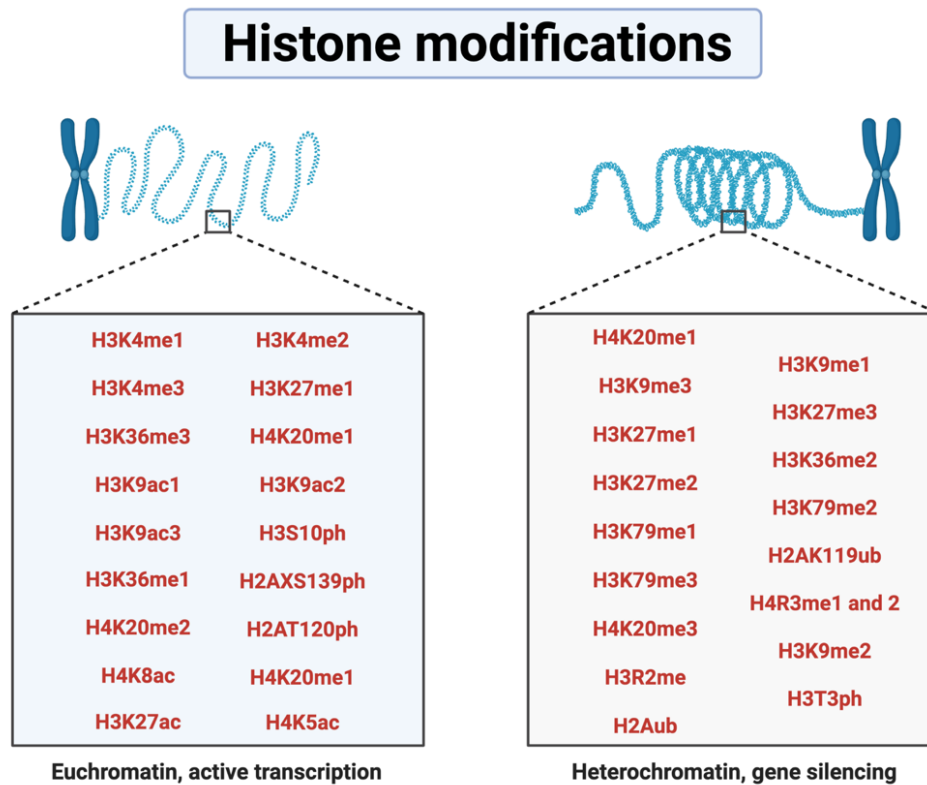 Histone modifications
H3K4me1
H3K4me2
H3K4me3
H3K27me1
H3K36me3
H4K20me1
H3K9ac1
H3K9ac2
H3K9ac3
H3S10ph
H3K36me1
H2AXS139ph
H4K20me2
H2AT120ph
H4K8ac
H4K20me1
H3K27ac
H4K5ac
Euchromatin, active transcription
H4K20me1
H3K9me1
H3K9me3
H3K27me3
H3K27me1
H3K36me2
H3K27me2
H3K79me2
H3K79me1
H2AK119ub
H3K79me3
H4R3me1 and 2
H4K20me3
H3K9me2
H3R2me
H3T3ph
H2Aub
Heterochromatin, gene silencing